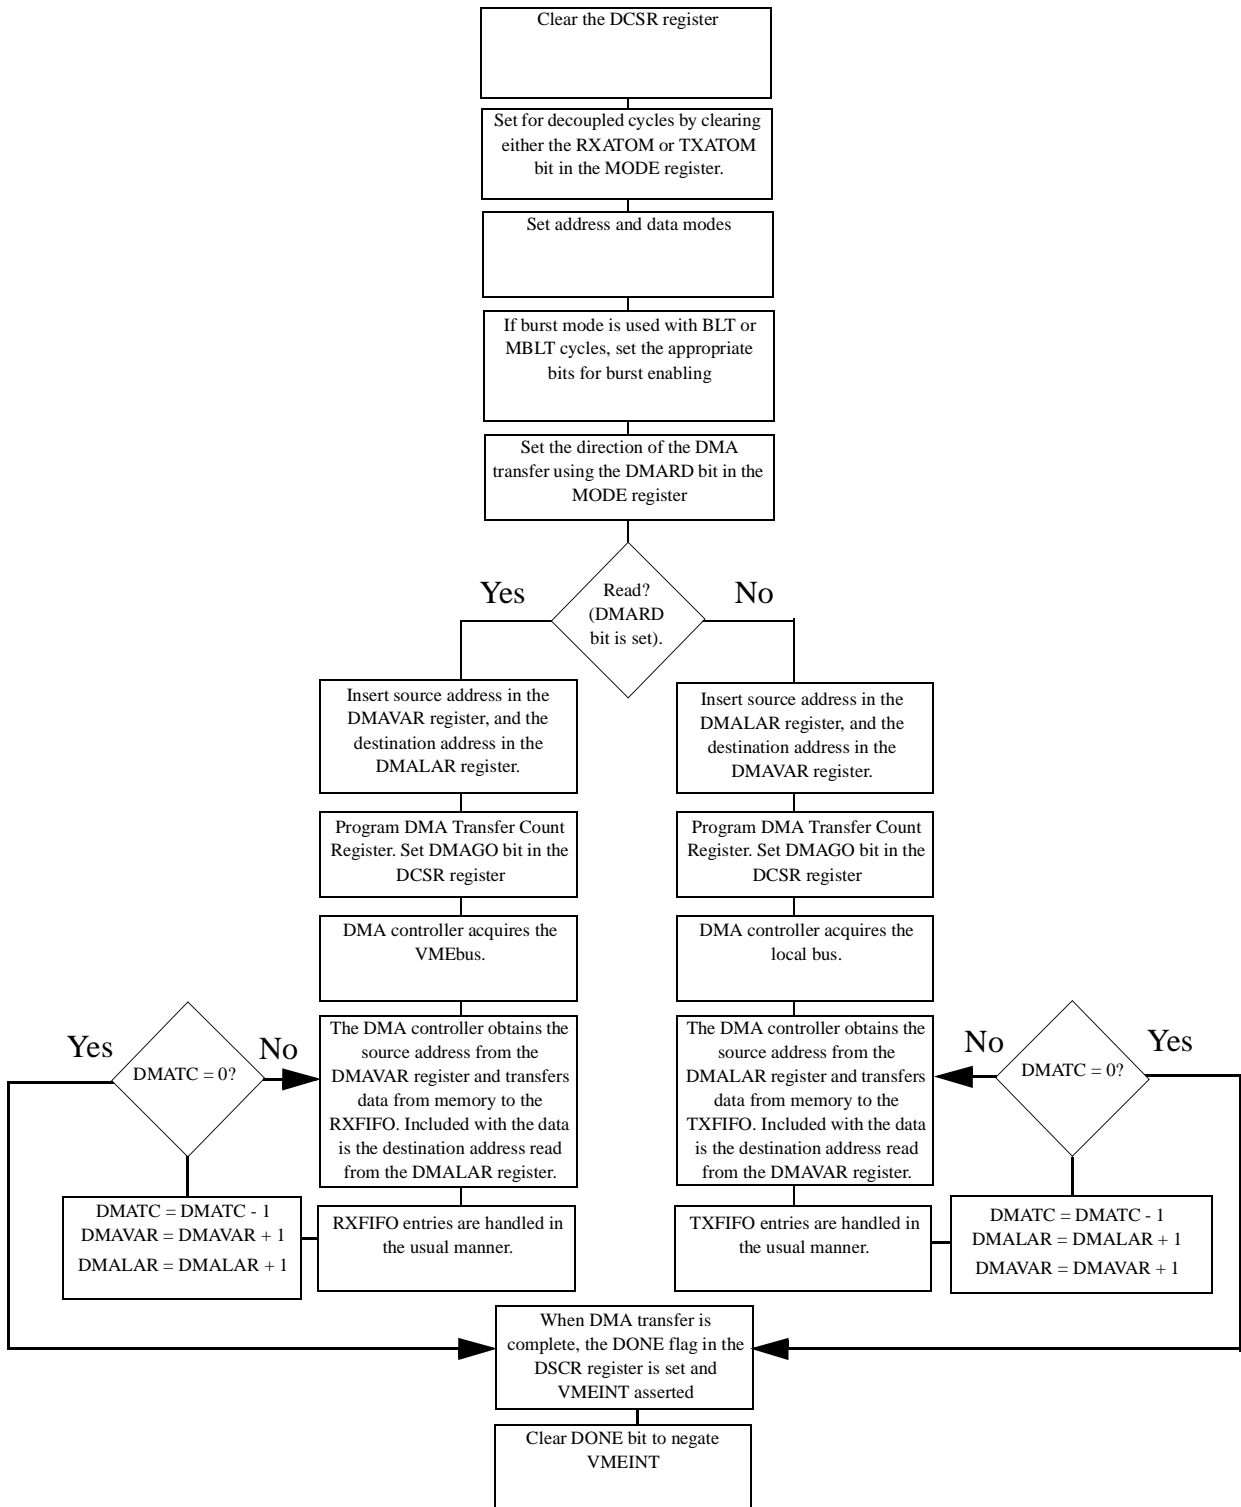 Clear the DCSR register
Set for decoupled cycles by clearing
either the RXATOM or TXATOM
bit in the MODE register.
Set address and data modes
If burst mode is used with BLT or
MBLT cycles, set the appropriate
bits for burst enabling
Set the direction of the DMA
transfer using the DMARD bit in the
MODE register
Yes
Read?
(DMARD
bit is set).
No
Insert source address in the
DMAVAR register, and the
destination address in the
DMALAR register.
Insert source address in the
DMALAR register, and the
destination address in the
DMAVAR register.
Program DMA Transfer Count
Register. Set DMAGO bit in the
DCSR register
Program DMA Transfer Count
Register. Set DMAGO bit in the
DCSR register
DMA controller acquires the
VMEbus.
DMA controller acquires the
local bus.
Yes
DMATC = 0?
No
The DMA controller obtains the
source address from the
DMAVAR register and transfers
data from memory to the
RXFIFO. Included with the data
is the destination address read
from the DMALAR register.
The DMA controller obtains the
source address from the
DMALAR register and transfers
data from memory to the
TXFIFO. Included with the data
is the destination address read
from the DMAVAR register.
No
DMATC = 0?
Yes
DMATC = DMATC - 1
DMAVAR = DMAVAR + 1
DMALAR = DMALAR + 1
RXFIFO entries are handled in
the usual manner.
TXFIFO entries are handled in
the usual manner.
DMATC = DMATC - 1
DMALAR = DMALAR + 1
DMAVAR = DMAVAR + 1
When DMA transfer is
complete, the DONE flag in the
DSCR register is set and
VMEINT asserted
Clear DONE bit to negate
VMEINT